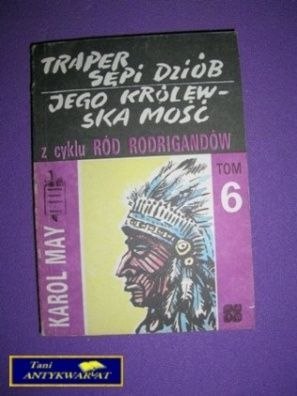 TRAPER
SĘPI DZIÓB
JEGO KRÓLEW-
SKA MOŚĆ
z cyklu RÓD RODRIGANDÓW
TOM
6
KAROL MAY
Tani
ANTYKWARIAT